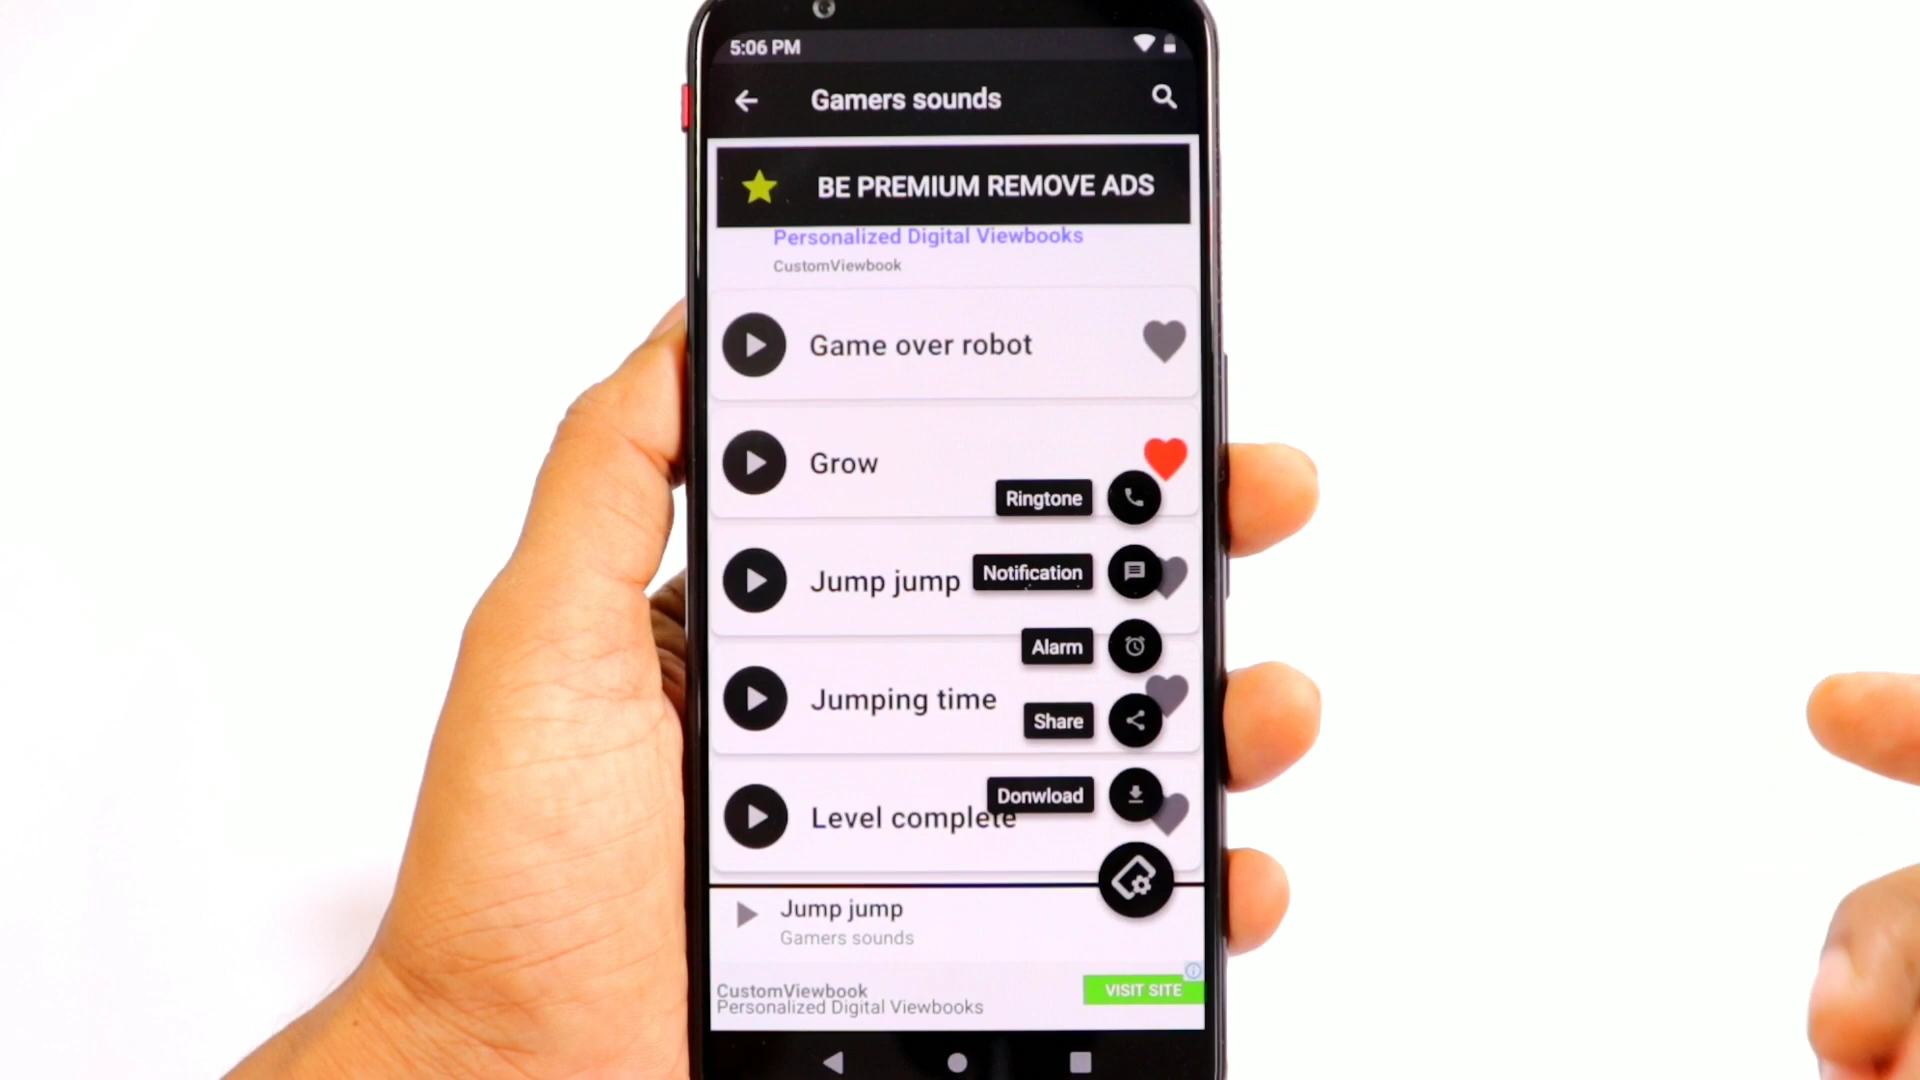 5:06 PM
Gamers sounds
BE PREMIUM REMOVE ADS
Personalized Digital Viewbooks
CustomViewbook
Game over robot
Grow
Ringtone
Jump jump
Notification
Alarm
Jumping time
Share
Donwload
Level complete
Jump jump
Gamers sounds
CustomViewbook
Personalized Digital Viewbooks
VISIT SITE